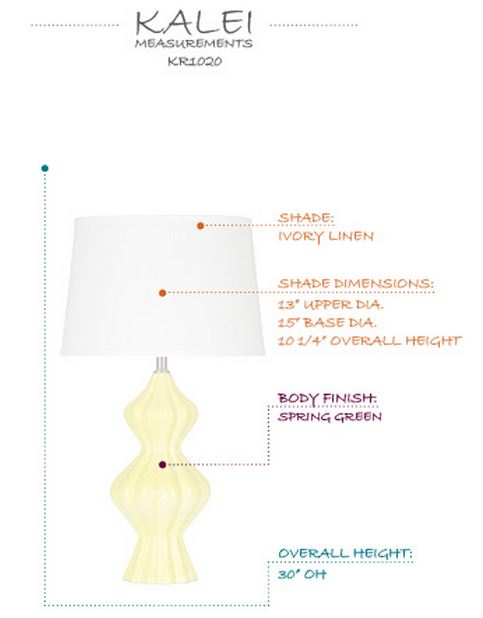 KALEI
MEASUREMENTS
KR1020
SHADE:
IVORY LINEN
SHADE DIMENSIONS:
13" UPPER DIA.
15" BASE DIA.
10 1/4" OVERALL HEIGHT
BODY FINISH:
SPRING GREEN
OVERALL HEIGHT:
30" OH